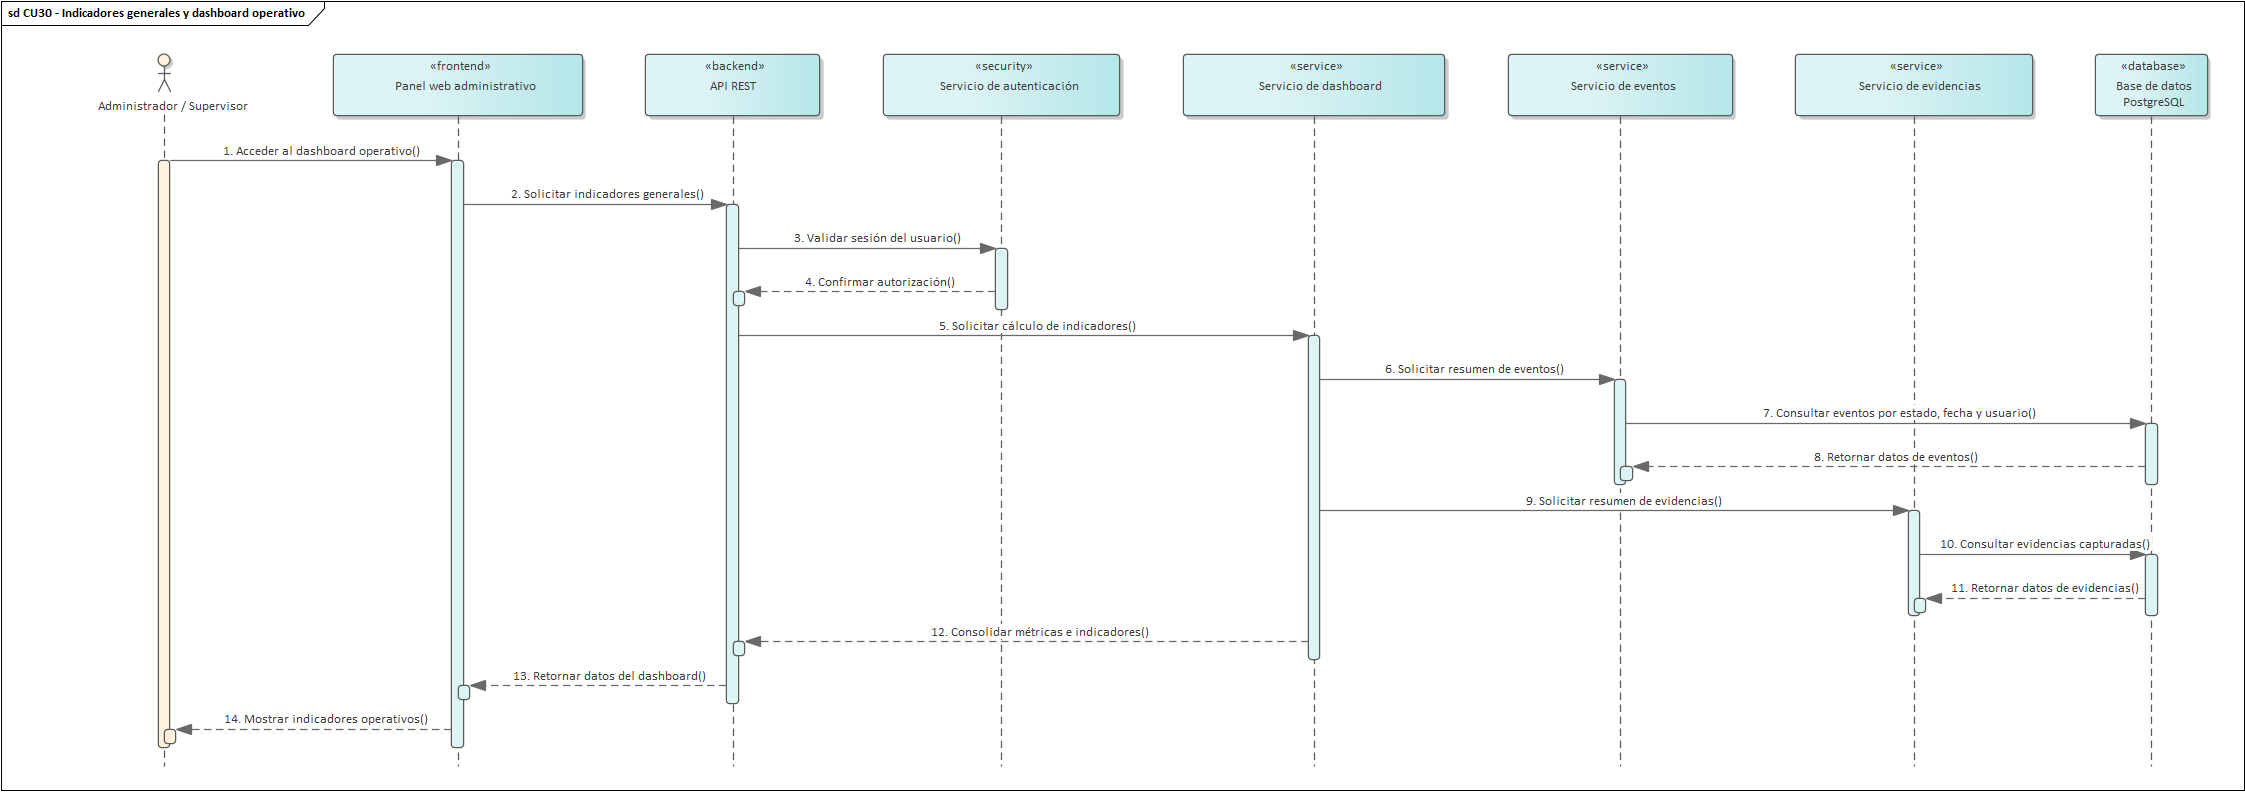 sd CU30 - Indicadores generales y dashboard operativo
Administrador / Supervisor
«frontend»
Panel web administrativo
«backend»
API REST
«security»
Servicio de autenticación
«service»
Servicio de dashboard
«service»
Servicio de eventos
«service»
Servicio de evidencias
«database»
Base de datos
PostgreSQL
1. Acceder al dashboard operativo()
2. Solicitar indicadores generales()
3. Validar sesión del usuario()
4. Confirmar autorización()
5. Solicitar cálculo de indicadores()
6. Solicitar resumen de eventos()
7. Consultar eventos por estado, fecha y usuario()
8. Retornar datos de eventos()
9. Solicitar resumen de evidencias()
10. Consultar evidencias capturadas()
11. Retornar datos de evidencias()
12. Consolidar métricas e indicadores()
13. Retornar datos del dashboard()
14. Mostrar indicadores operativos()